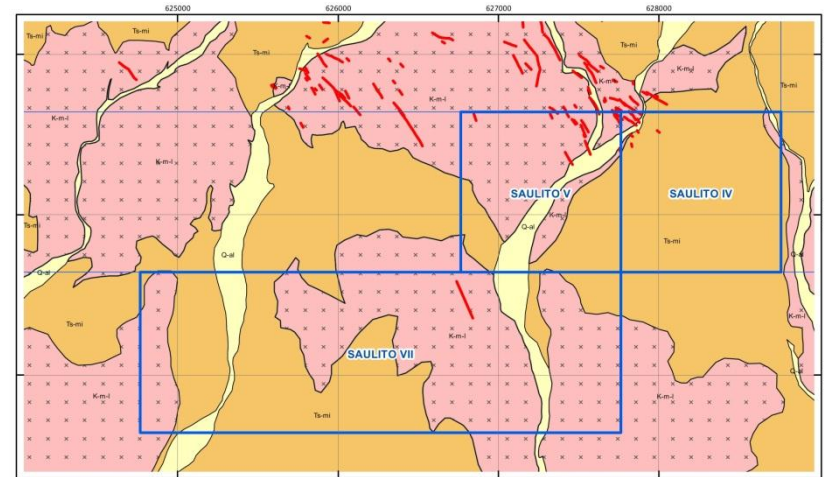 625000 626000 627000 628000
Ts-mi Ts-mi Ts-mi Ts-mi
K-m-l K-m-l
Ts-mi
K-m-l K-m-l
K-m-l
SAULITO V SAULITO IV
K-m-l
Ts-mi Q-al
Ts-mi
Q-al Q-al
Q-al
K-m-l
Ts-mi K-m-l
SAULITO VII
Q-al
K-m-l K-m-l
Ts-mi